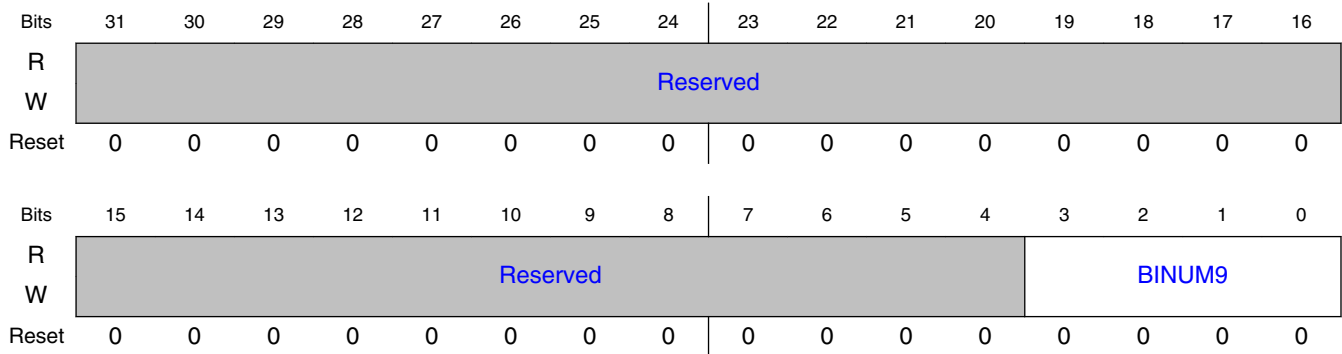 Bits 31 30 29 28 27 26 25 24 23 22 21 20 19 18 17 16
R
Reserved
W
Reset 0 0 0 0 0 0 0 0 0 0 0 0 0 0 0 0
Bits 15 14 13 12 11 10 9 8 7 6 5 4 3 2 1 0
R
Reserved BINUM9
W
Reset 0 0 0 0 0 0 0 0 0 0 0 0 0 0 0 0